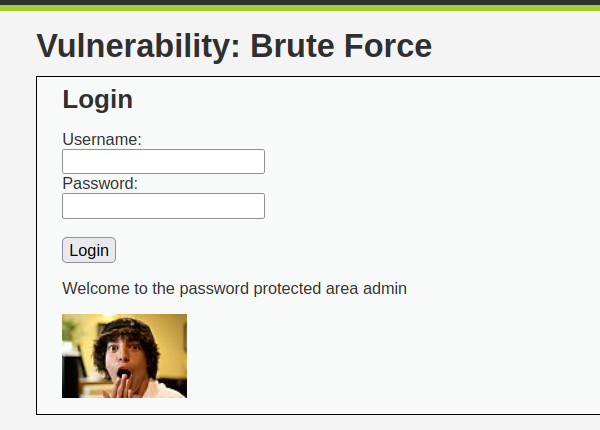 Vulnerability: Brute Force
Login
Username:
Password:
Login
Welcome to the password protected area admin